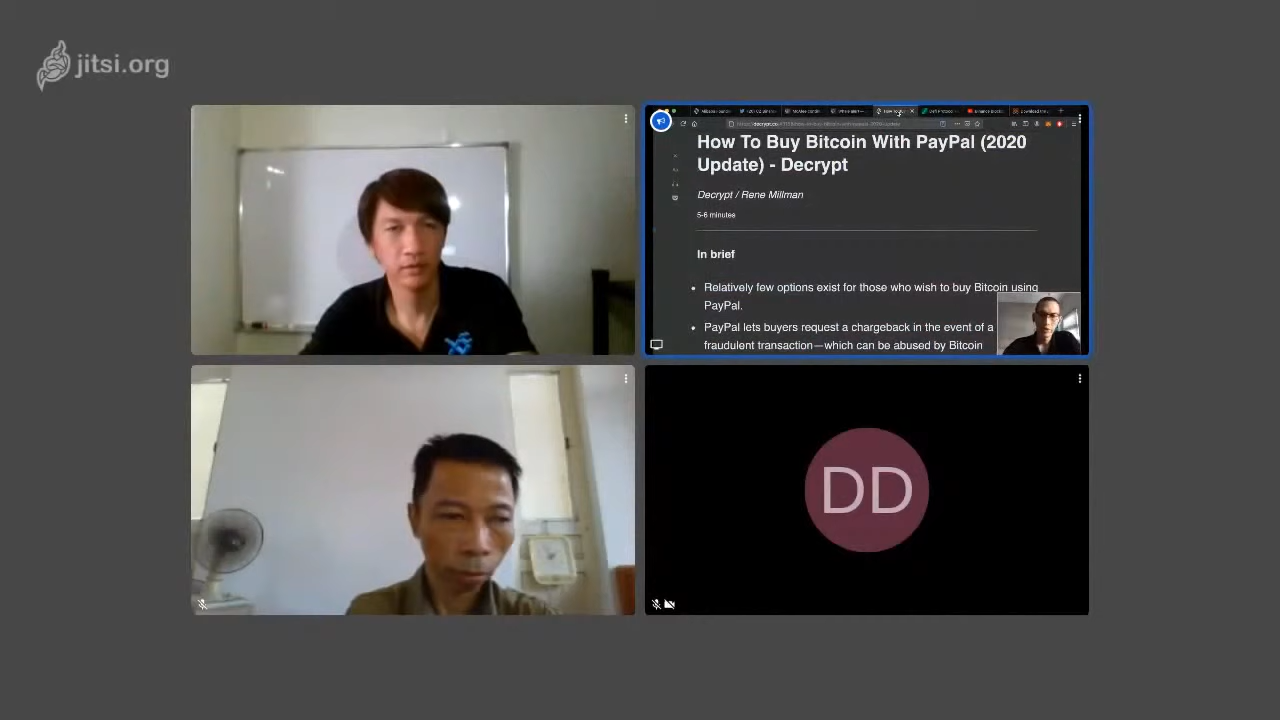 jitsi.org
How To Buy Bitcoin With PayPal (2020
Update) - Decrypt
Decrypt / Rene Millman
5-6 minutes
In brief
Relatively few options exist for those who wish to buy Bitcoin using
PayPal.
PayPal lets buyers request a chargeback in the event of a
fraudulent transaction—which can be abused by Bitcoin
DD